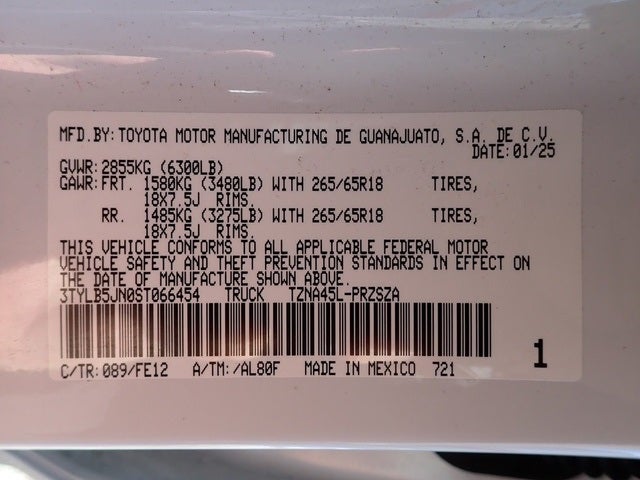 MFD.BY:TOYOTA MOTOR MANUFACTURING DE GUANAJUATO, S.A. DE C.V.
DATE:01/25
GVWR:2855KG (6300LB)
GAWR:FRT. 1580KG (3480LB) WITH 265/65R18 TIRES,
18X7.5J RIMS.
RR. 1485KG (3275LB) WITH 265/65R18 TIRES,
18X7.5J RIMS.
THIS VEHICLE CONFORMS TO ALL APPLICABLE FEDERAL MOTOR
VEHICLE SAFETY AND THEFT PREVENTION STANDARDS IN EFFECT ON
THE DATE OF MANUFACTURE SHOWN ABOVE.
3TYLB5JN0ST066454 TRUCK TZNA45L-PRZSZA
C/TR:089/FE12 A/TM:/AL80F MADE IN MEXICO 721
1